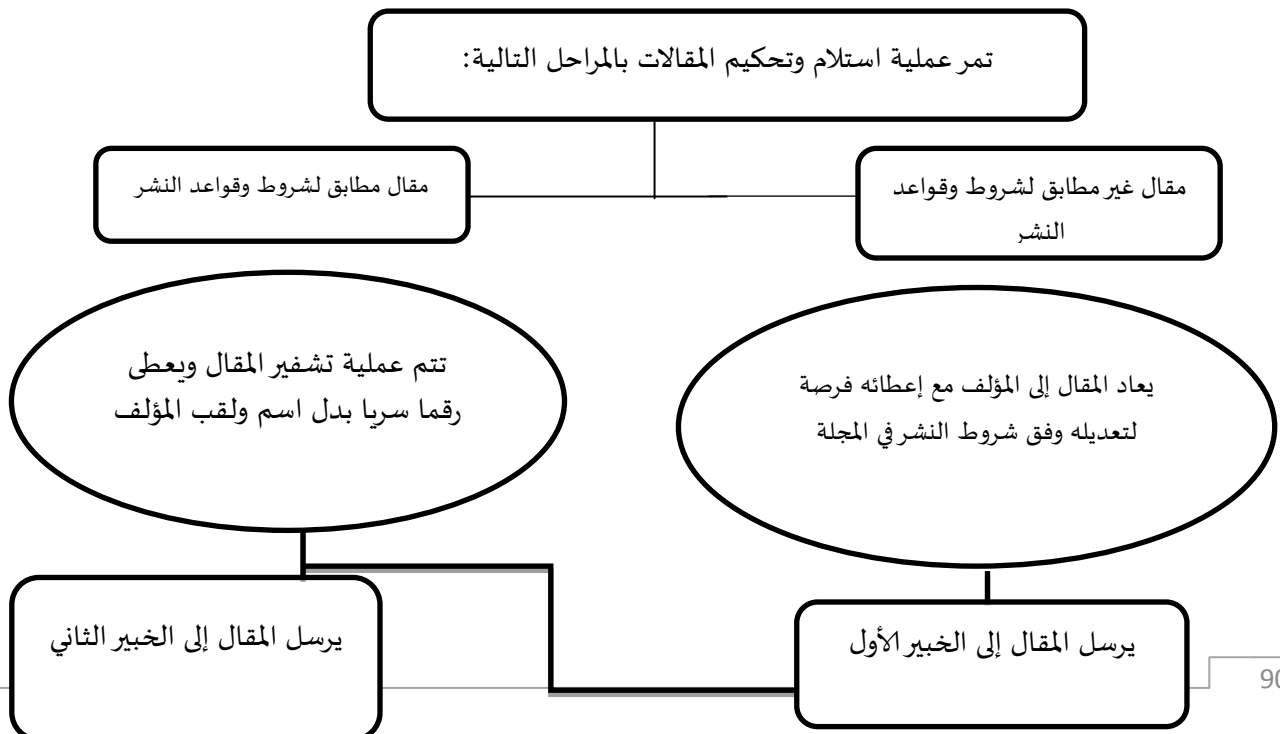 تمر عملية استلام وتحكيم المقالات بالمراحل التالية:
مقال غير مطابق لشروط وقواعد
النشر
مقال مطابق لشروط وقواعد النشر
يعاد المقال إلى المؤلف مع إعطائه فرصة
لتعديله وفق شروط النشر في المجلة
تتم عملية تشفير المقال ويعطى
رقما سريا بدل اسم ولقب المؤلف
يرسل المقال إلى الخبير الأول
يرسل المقال إلى الخبير الثاني
90